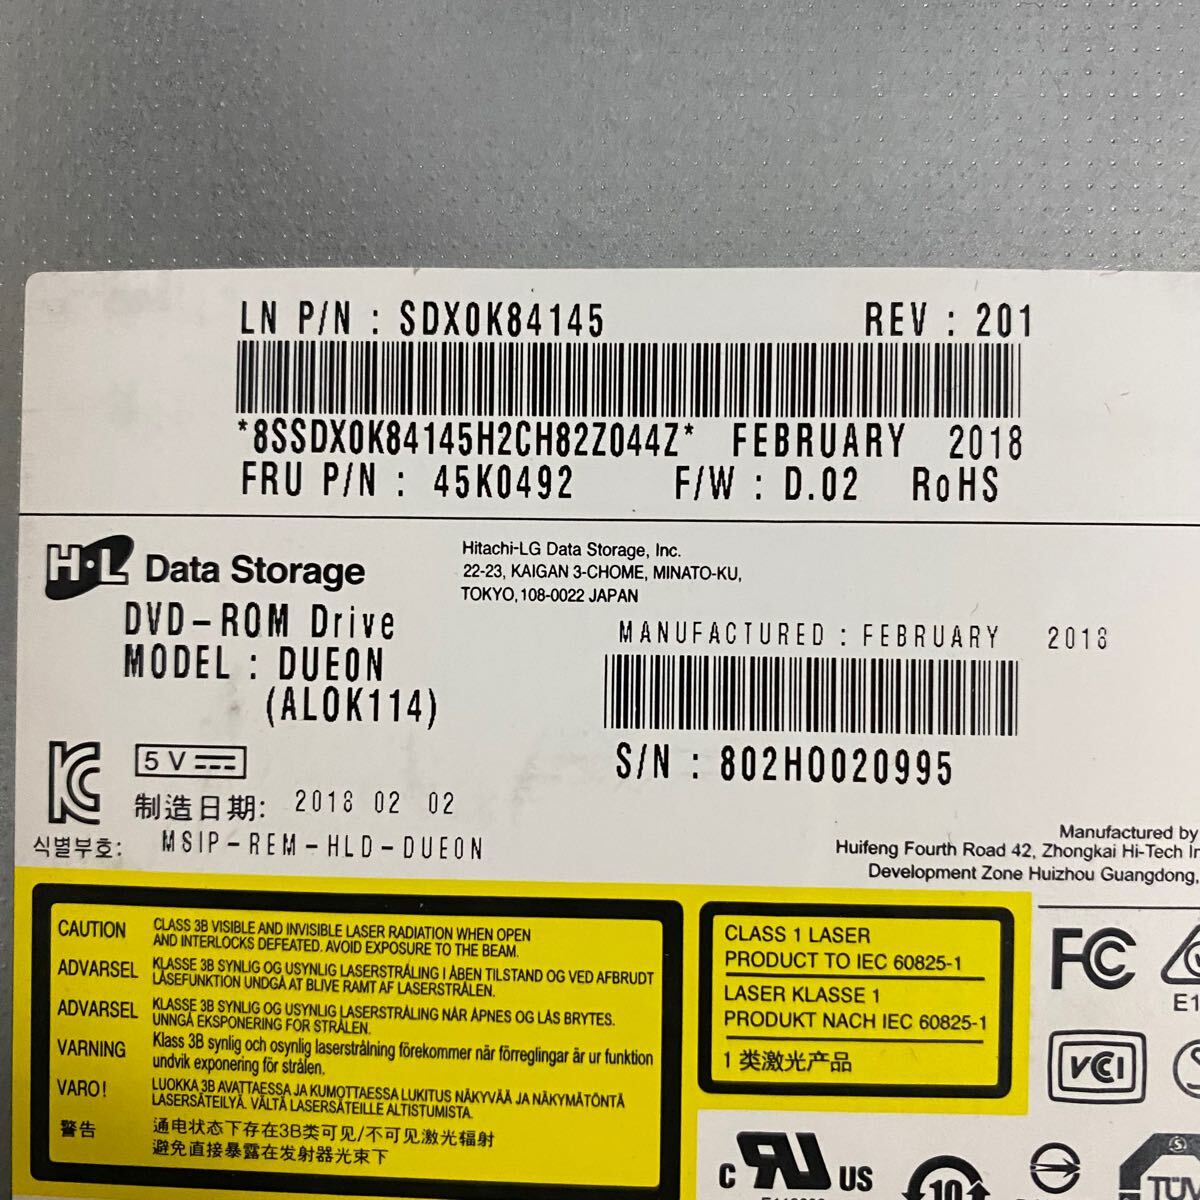 LN P/N : SDX0K84145 REV : 201
*8SSDX0K84145H2CH82Z044Z* FEBRUARY 2018
FRU P/N : 45K0492 F/W : D.02 RoHS
H·L Data Storage
Hitachi-LG Data Storage, Inc.
22-23, KAIGAN 3-CHOME, MINATO-KU,
TOKYO, 108-0022 JAPAN
DVD-ROM Drive
MODEL : DUE0N
(ALOK114)
MANUFACTURED : FEBRUARY 2018
S/N : 802H0020995
5 V
制造日期: 2018 02 02
식별부호: MSIP-REM-HLD-DUE0N
Manufactured by
Huifeng Fourth Road 42, Zhongkai Hi-Tech
Development Zone Huizhou Guangdong,
CAUTION CLASS 3B VISIBLE AND INVISIBLE LASER RADIATION WHEN OPEN
AND INTERLOCKS DEFEATED. AVOID EXPOSURE TO THE BEAM.
ADVARSEL KLASSE 3B SYNLIG OG USYNLIG LASERSTRÅLING I ÅBEN TILSTAND OG VED AFBRUDT
LÅSEFUNKTION UNDGÅ AT BLIVE RAMT AF LASERSTRÅLEN.
ADVARSEL KLASSE 3B SYNLIG OG USYNLIG LASERSTRÅLING NÅR ÅPNES OG LÅS BRYTES.
UNNGÅ EKSPONERING FOR STRÅLEN.
VARNING Klass 3B synlig och osynlig laserstrålning förekommer när förreglingar är ur funktion
undvik exponering för strålen.
VARO! LUOKKA 3B AVATTAESSA JA KUMOTTAESSA LUKITUS NÄKYVÄÄ JA NÄKYMÄTÖNTÄ
LASERSÄTEILYÄ. VÄLTÄ LASERSÄTEILLE ALTISTUMISTA.
警告 通电状态下存在3B类可见/不可见激光辐射
避免直接暴露在发射器光束下
CLASS 1 LASER
PRODUCT TO IEC 60825-1
LASER KLASSE 1
PRODUKT NACH IEC 60825-1
1 类激光产品
FC
VCI
c US
10
TÜV